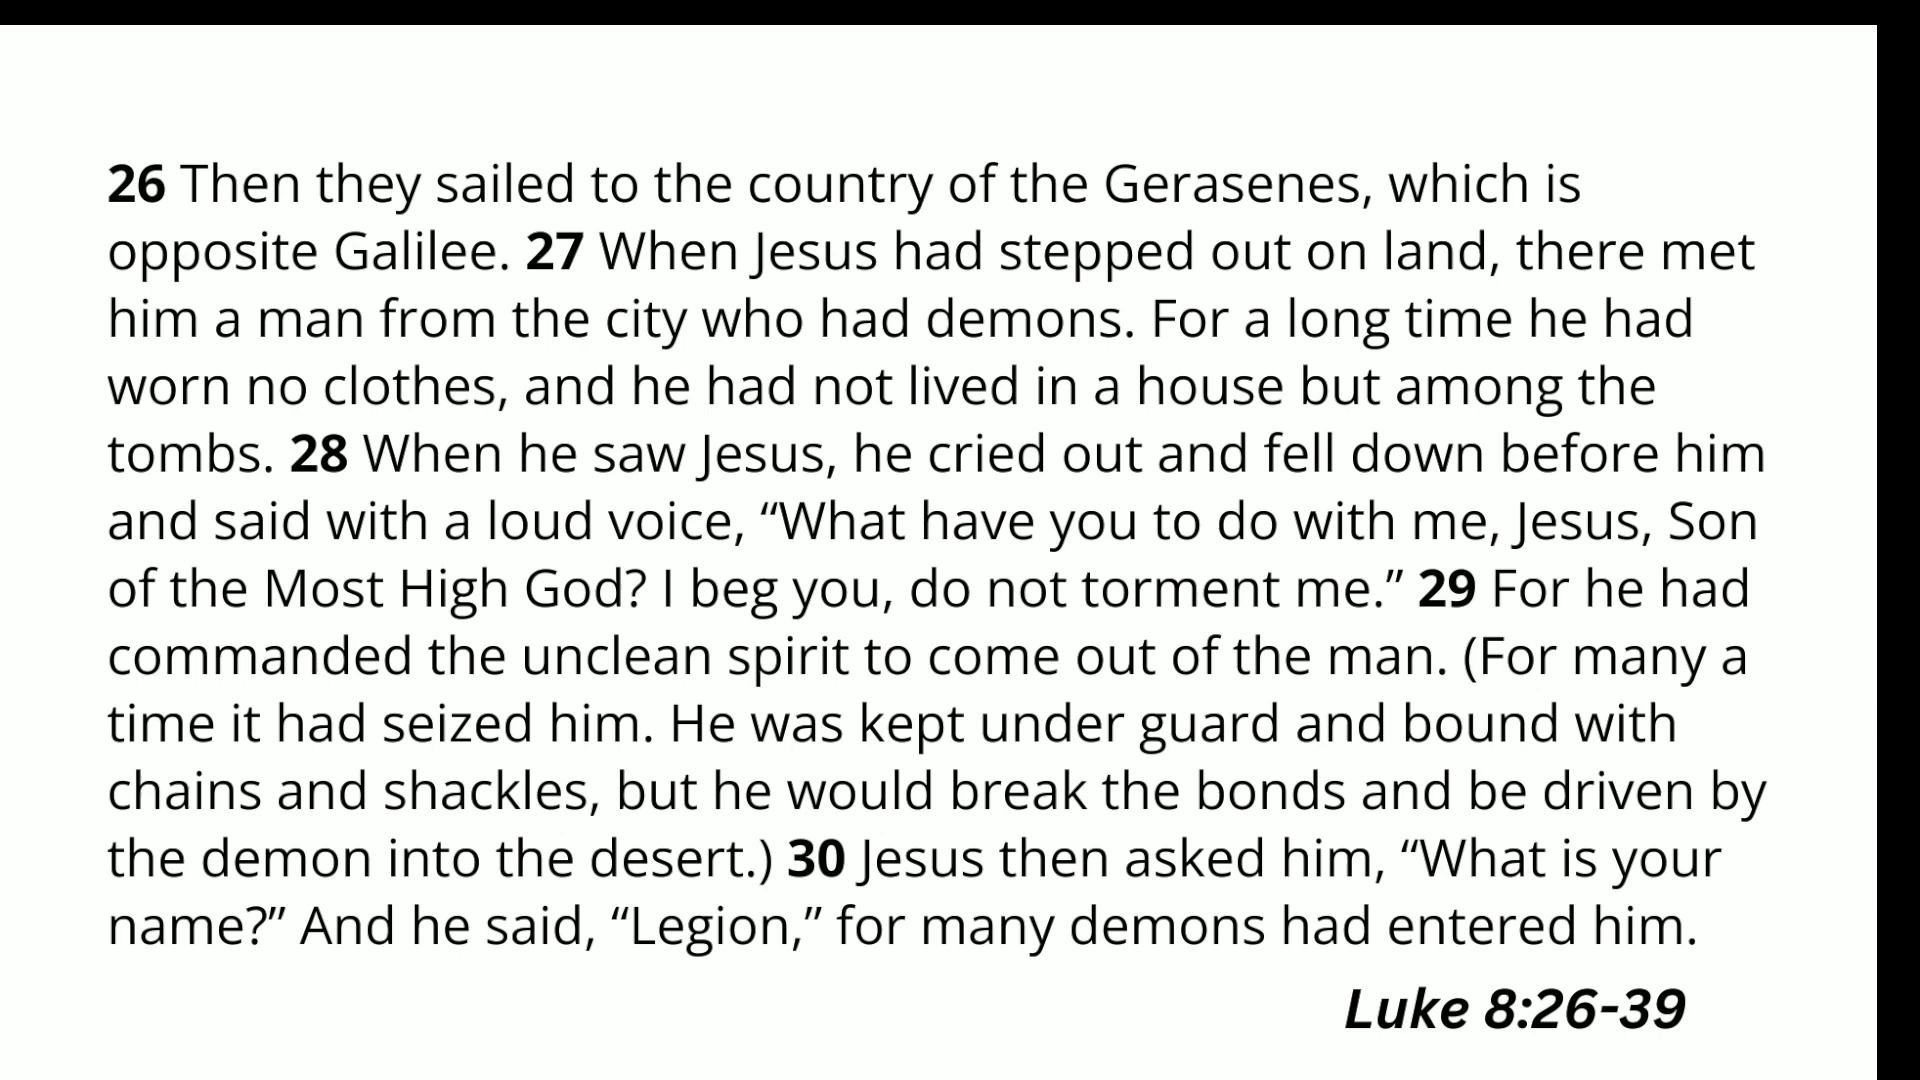 26 Then they sailed to the country of the Gerasenes, which is
opposite Galilee. 27 When Jesus had stepped out on land, there met
him a man from the city who had demons. For a long time he had
worn no clothes, and he had not lived in a house but among the
tombs. 28 When he saw Jesus, he cried out and fell down before him
and said with a loud voice, “What have you to do with me, Jesus, Son
of the Most High God? I beg you, do not torment me.” 29 For he had
commanded the unclean spirit to come out of the man. (For many a
time it had seized him. He was kept under guard and bound with
chains and shackles, but he would break the bonds and be driven by
the demon into the desert.) 30 Jesus then asked him, “What is your
name?” And he said, “Legion,” for many demons had entered him.
Luke 8:26-39